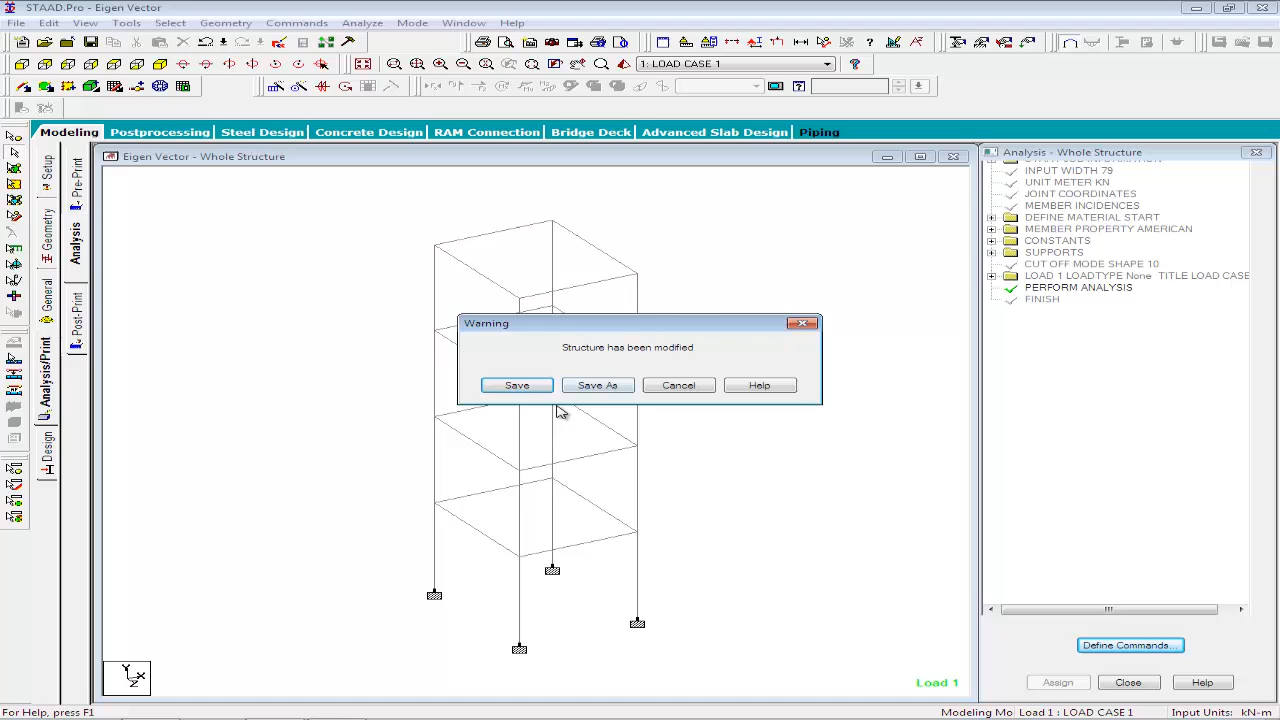 STAAD.Pro - Eigen Vector
File Edit View Tools Select Geometry Commands Analyze Mode Window Help
1: LOAD CASE 1
Modeling Postprocessing Steel Design Concrete Design RAM Connection Bridge Deck Advanced Slab Design Piping
Setup
Geometry
General
Analysis/Print
Design
Pre-Print
Analysis
Post-Print
Eigen Vector - Whole Structure
Warning
Structure has been modified
Save Save As Cancel Help
Y
X
Z
Load 1
Analysis - Whole Structure
INPUT WIDTH 79
UNIT METER KN
JOINT COORDINATES
MEMBER INCIDENCES
DEFINE MATERIAL START
MEMBER PROPERTY AMERICAN
CONSTANTS
SUPPORTS
CUT OFF MODE SHAPE 10
LOAD 1 LOADTYPE None TITLE LOAD CASE
PERFORM ANALYSIS
FINISH
Define Commands...
Assign Close Help
For Help, press F1
Modeling Mo Load 1 : LOAD CASE 1 Input Units: kN-m